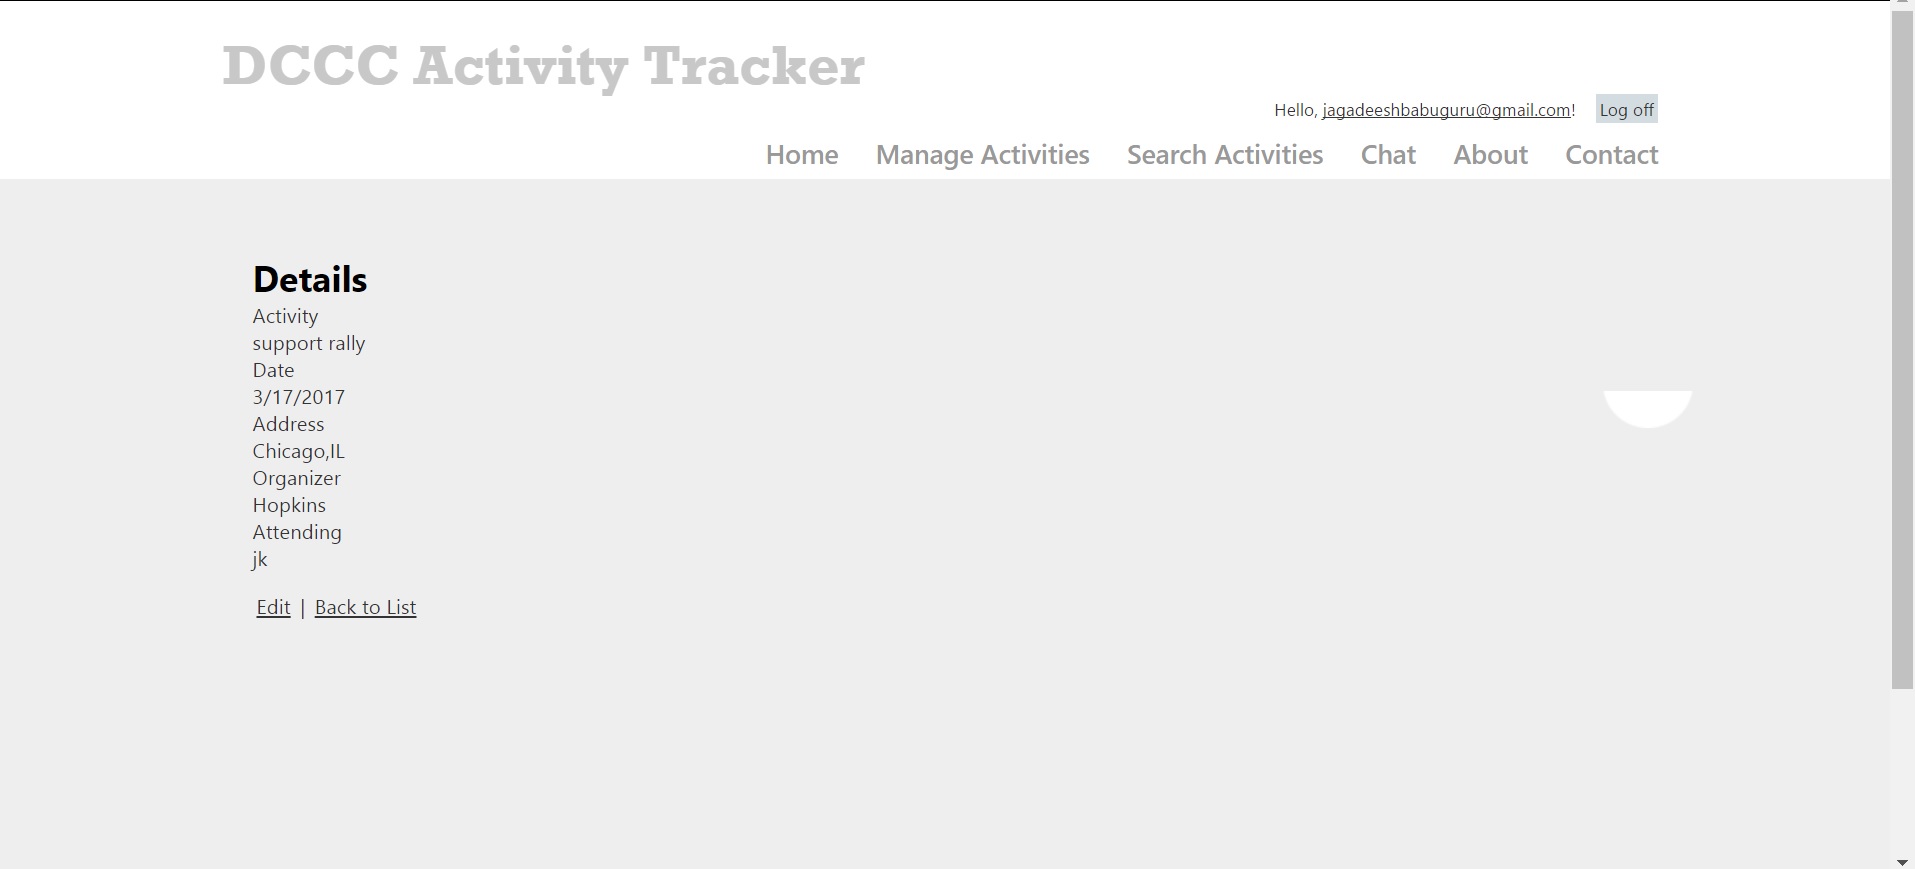 DCCC Activity Tracker
Hello, jagadeeshbabuguru@gmail.com! Log off
Home Manage Activities Search Activities Chat About Contact
Details
Activity
support rally
Date
3/17/2017
Address
Chicago,IL
Organizer
Hopkins
Attending
jk
Edit | Back to List